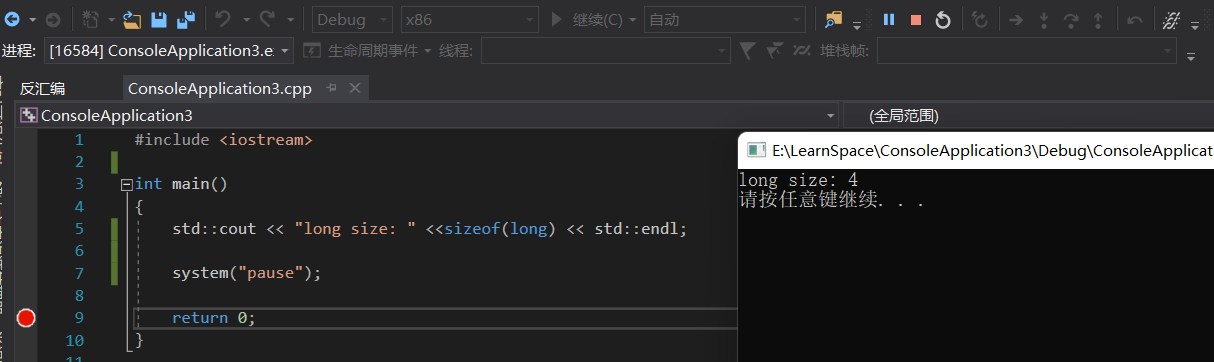 Debug x86 继续(C) 自动
进程: [16584] ConsoleApplication3.e 生命周期事件 线程: 堆栈帧:
反汇编 ConsoleApplication3.cpp
ConsoleApplication3 (全局范围)
1 #include <iostream>
2
3 int main()
4 {
5 std::cout << "long size: " <<sizeof(long) << std::endl;
6
7 system("pause");
8
9 return 0;
10 }
E:\LearnSpace\ConsoleApplication3\Debug\ConsoleApplicat
long size: 4
请按任意键继续. . .